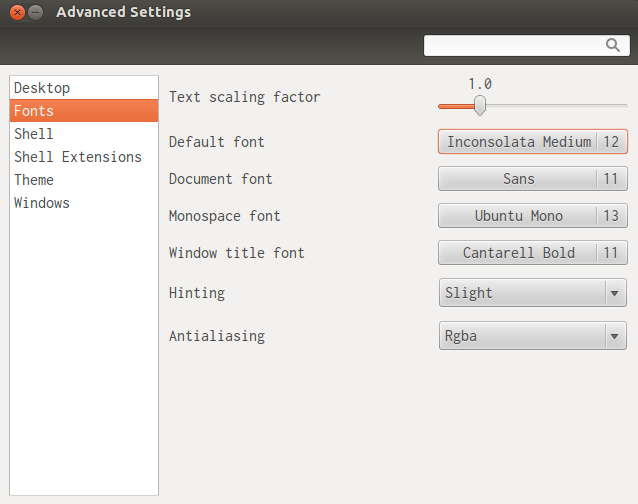 Advanced Settings
Desktop
Fonts
Shell
Shell Extensions
Theme
Windows
1.0
Text scaling factor
Default font Inconsolata Medium 12
Document font Sans 11
Monospace font Ubuntu Mono 13
Window title font Cantarell Bold 11
Hinting Slight
Antialiasing Rgba